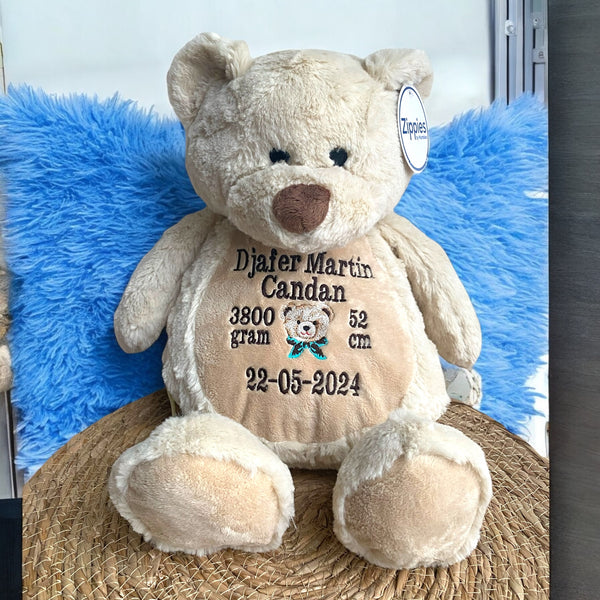 Zippies
Djafer Martin
Candan
3800 52
gram cm
22-05-2024